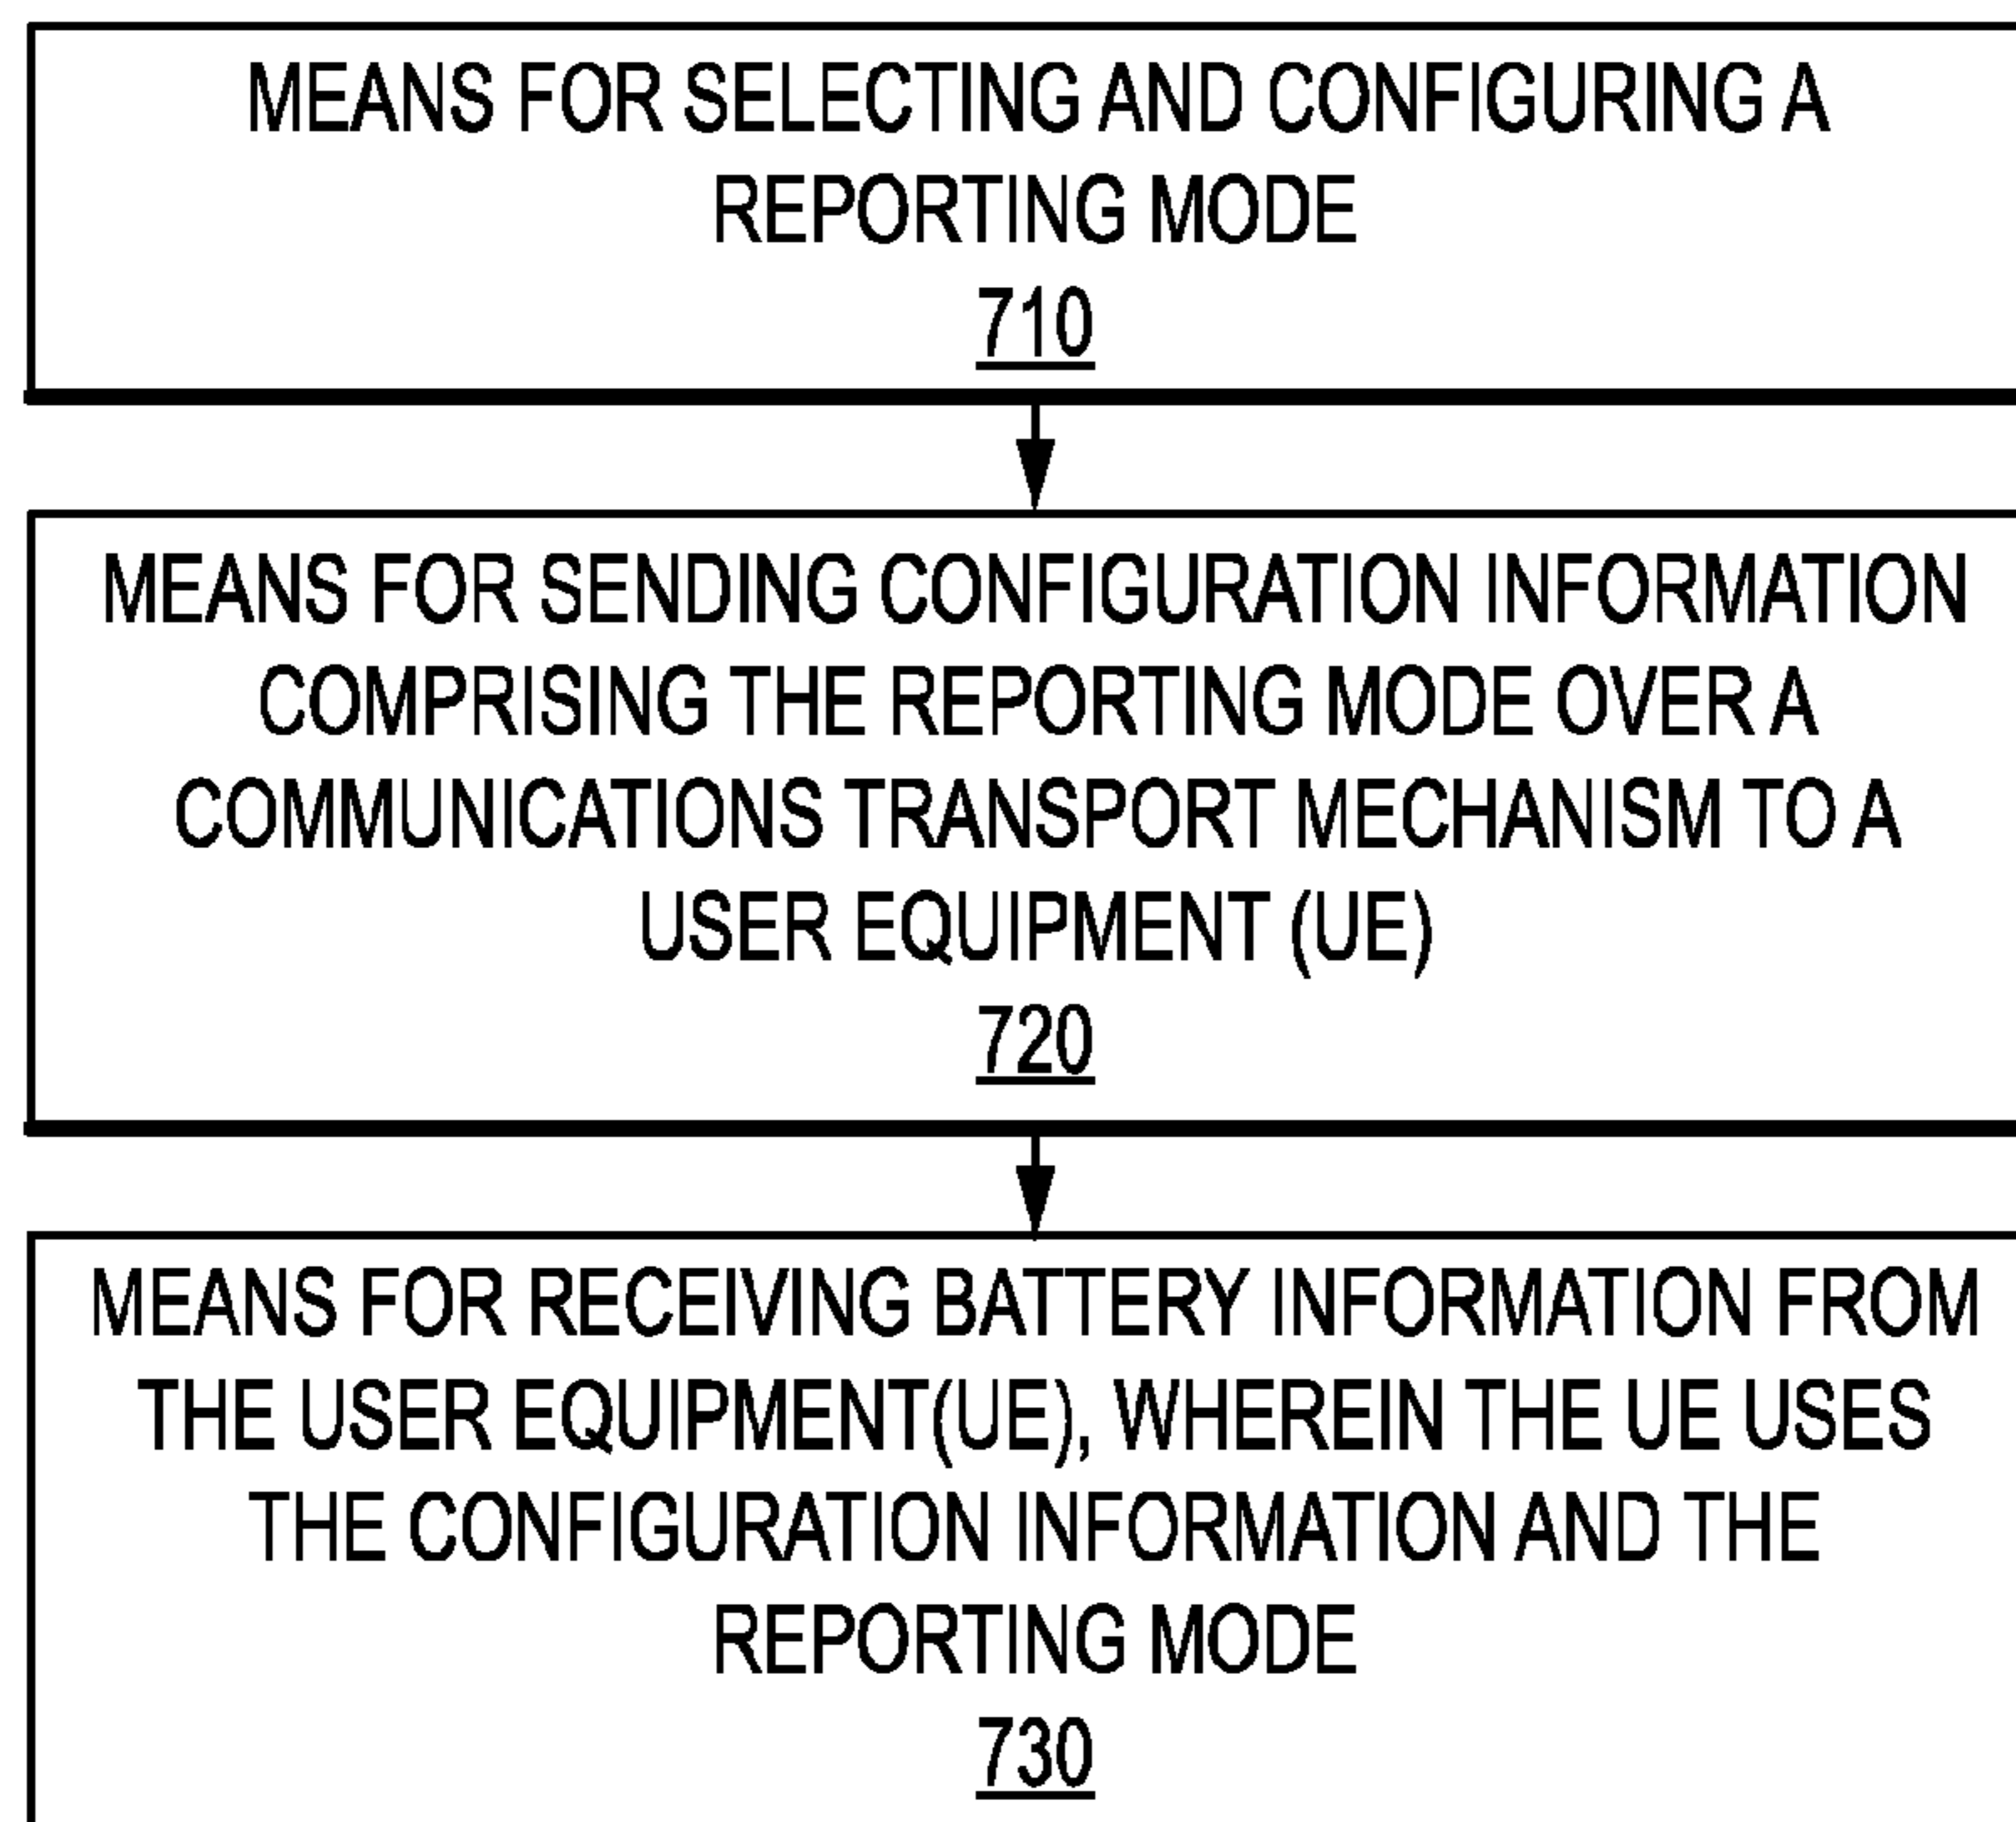 MEANS FOR SELECTING AND CONFIGURING A
REPORTING MODE
710
MEANS FOR SENDING CONFIGURATION INFORMATION
COMPRISING THE REPORTING MODE OVER A
COMMUNICATIONS TRANSPORT MECHANISM TO A
USER EQUIPMENT (UE)
720
MEANS FOR RECEIVING BATTERY INFORMATION FROM
THE USER EQUIPMENT(UE), WHEREIN THE UE USES
THE CONFIGURATION INFORMATION AND THE
REPORTING MODE
730